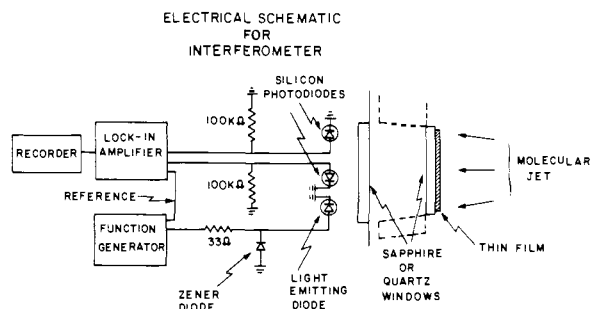 ELECTRICAL SCHEMATIC
FOR
INTERFEROMETER
SILICON
PHOTODIODES
100KΩ
LOCK-IN
AMPLIFIER
RECORDER
MOLECULAR
JET
100KΩ
REFERENCE
FUNCTION
GENERATOR
33Ω
THIN FILM
SAPPHIRE
OR
QUARTZ
WINDOWS
LIGHT
EMITTING
DIODE
ZENER
DIODE